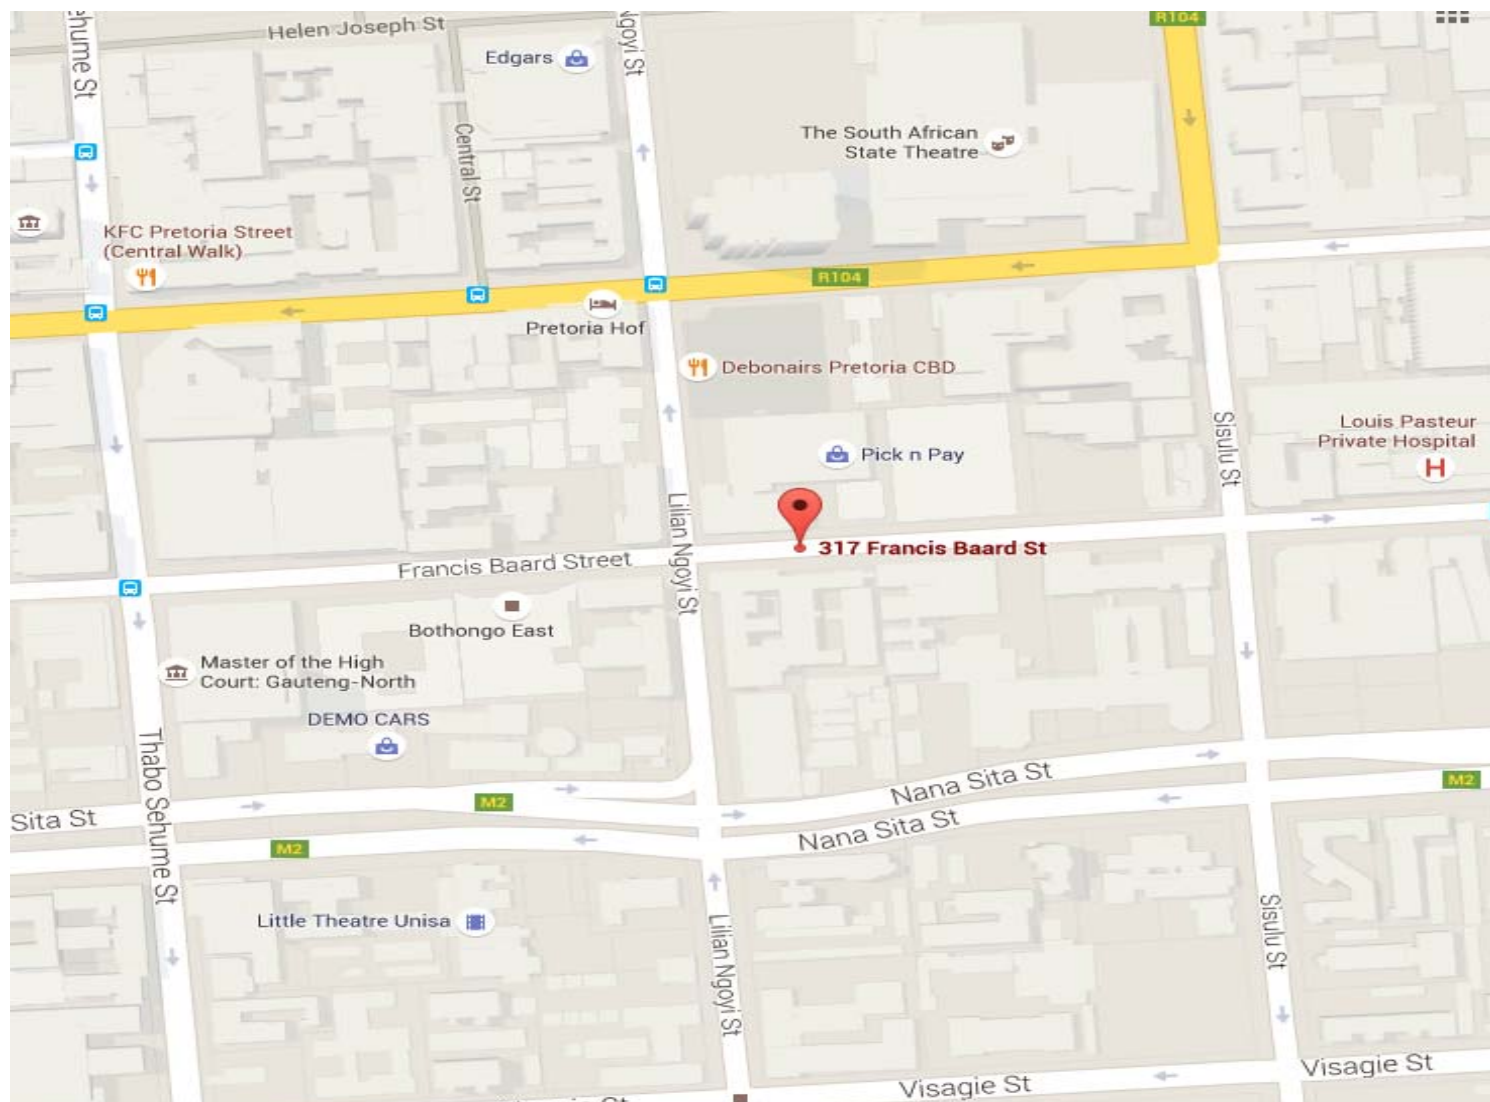 ehume St
Helen Joseph St
Ngoyi St
R104
Edgars
Central St
The South African
State Theatre
KFC Pretoria Street
(Central Walk)
R104
Pretoria Hof
Debonairs Pretoria CBD
Sisulu St
Louis Pasteur
Private Hospital
H
Pick n Pay
Lilian Ngoyi St
317 Francis Baard St
Francis Baard Street
Bothongo East
Master of the High
Court: Gauteng-North
DEMO CARS
Thabo Sehume St
Nana Sita St
M2
M2
Sita St
Nana Sita St
M2
Little Theatre Unisa
Lilian Ngoyi St
Sisulu St
Visagie St
Visagie St